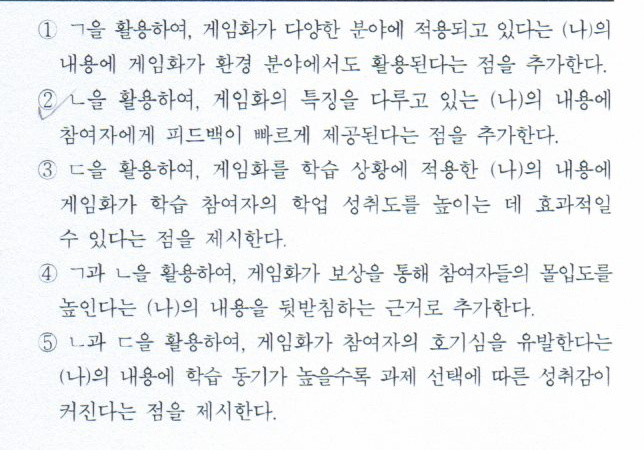 ① ㄱ을 활용하여, 게임화가 다양한 분야에 적용되고 있다는 (나)의
내용에 게임화가 환경 분야에서도 활용된다는 점을 추가한다.
② ㄴ을 활용하여, 게임화의 특징을 다루고 있는 (나)의 내용에
참여자에게 피드백이 빠르게 제공된다는 점을 추가한다.
③ ㄷ을 활용하여, 게임화를 학습 상황에 적용한 (나)의 내용에
게임화가 학습 참여자의 학업 성취도를 높이는 데 효과적일
수 있다는 점을 제시한다.
④ ㄱ과 ㄴ을 활용하여, 게임화가 보상을 통해 참여자들의 몰입도를
높인다는 (나)의 내용을 뒷받침하는 근거로 추가한다.
⑤ ㄴ과 ㄷ을 활용하여, 게임화가 참여자의 호기심을 유발한다는
(나)의 내용에 학습 동기가 높을수록 과제 선택에 따른 성취감이
커진다는 점을 제시한다.